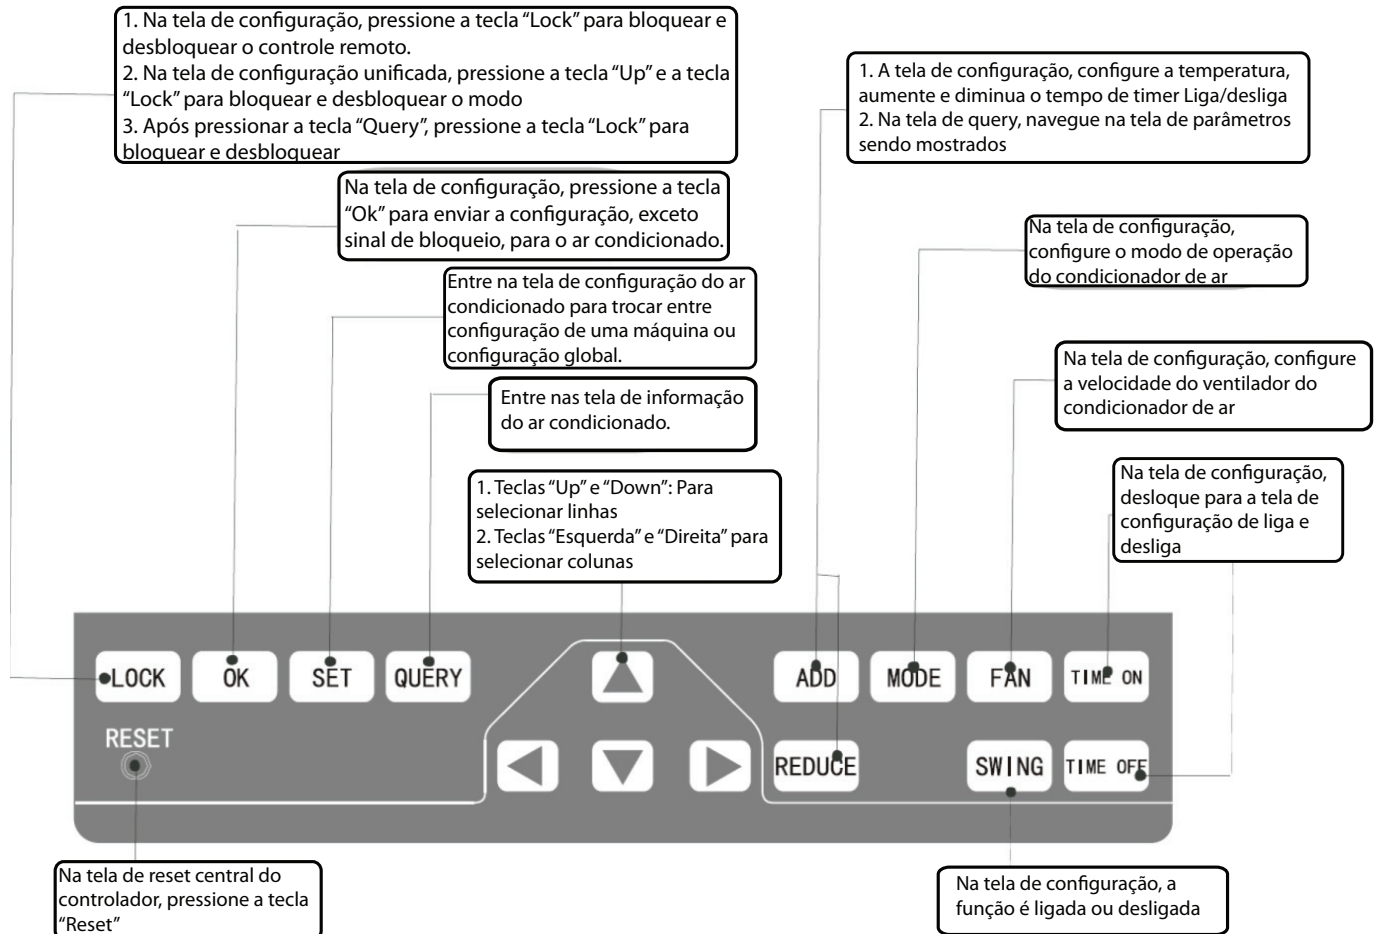 1. Na tela de configuração, pressione a tecla “Lock” para bloquear e
desbloquear o controle remoto.
2. Na tela de configuração unificada, pressione a tecla “Up” e a tecla
“Lock” para bloquear e desbloquear o modo
3. Após pressionar a tecla “Query”, pressione a tecla “Lock” para
bloquear e desbloquear
1. A tela de configuração, configure a temperatura,
aumente e diminua o tempo de timer Liga/desliga
2. Na tela de query, navegue na tela de parâmetros
sendo mostrados
Na tela de configuração, pressione a tecla
“Ok” para enviar a configuração, exceto
sinal de bloqueio, para o ar condicionado.
Na tela de configuração,
configure o modo de operação
do condicionador de ar
Entre na tela de configuração do ar
condicionado para trocar entre
configuração de uma máquina ou
configuração global.
Na tela de configuração, configure
a velocidade do ventilador do
condicionador de ar
Entre nas tela de informação
do ar condicionado.
Na tela de configuração,
desloque para a tela de
configuração de liga e
desliga
1. Teclas “Up” e “Down”: Para
selecionar linhas
2. Teclas “Esquerda” e “Direita” para
selecionar colunas
LOCK OK SET QUERY ADD MODE FAN TIME ON
RESET
REDUCE SWING TIME OFF
Na tela de reset central do
controlador, pressione a tecla
“Reset”
Na tela de configuração, a
função é ligada ou desligada